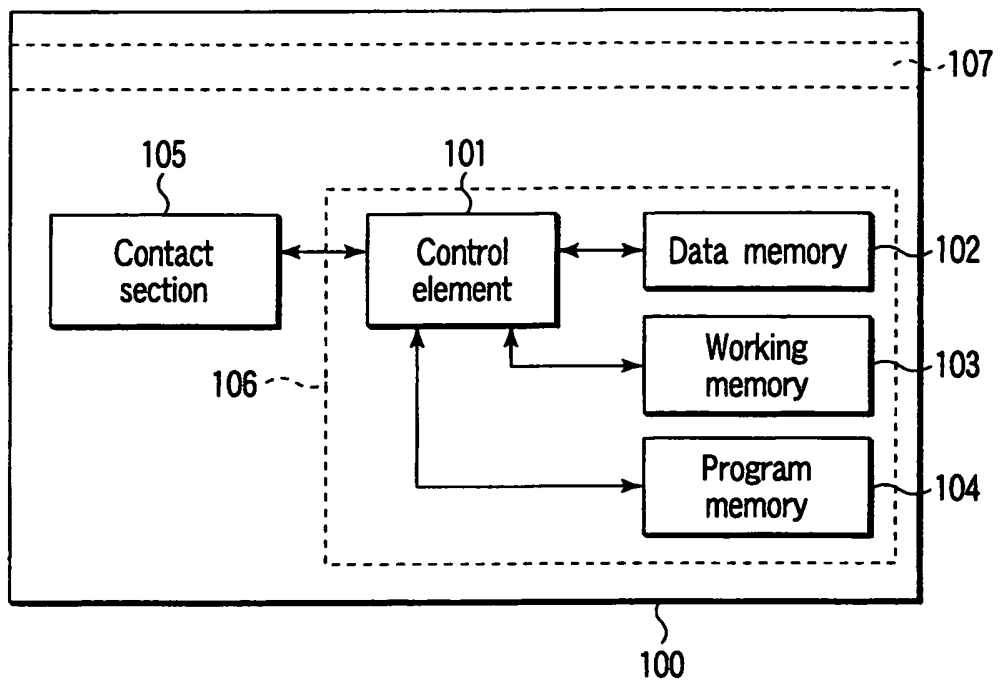 107
105
101
Contact
section
Control
element
Data memory
102
Working
memory
103
106
Program
memory
104
100